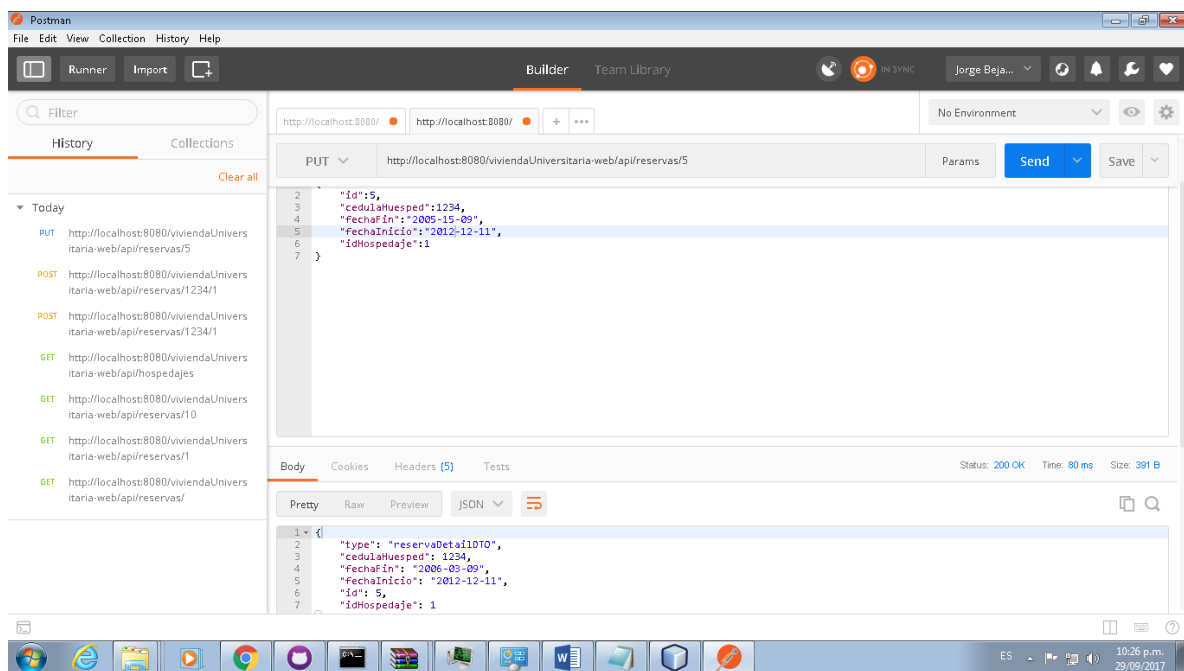 Postman
File Edit View Collection History Help
Runner Import Builder Team Library IN SYNC Jorge Beja...
Filter
History Collections
Clear all
Today
PUT http://localhost:8080/viviendaUnivers
itaria-web/api/reservas/5
POST http://localhost:8080/viviendaUnivers
itaria-web/api/reservas/1234/1
POST http://localhost:8080/viviendaUnivers
itaria-web/api/reservas/1234/1
GET http://localhost:8080/viviendaUnivers
itaria-web/api/hospedajes
GET http://localhost:8080/viviendaUnivers
itaria-web/api/reservas/10
GET http://localhost:8080/viviendaUnivers
itaria-web/api/reservas/1
GET http://localhost:8080/viviendaUnivers
itaria-web/api/reservas/
http://localhost:8080/ http://localhost:8080/ + ••• No Environment
PUT http://localhost:8080/viviendaUniversitaria-web/api/reservas/5 Params Send Save
2 "id":5,
3 "cedulaHuesped":1234,
4 "fechaFin":"2005-15-09",
5 "fechaInicio":"2012-12-11",
6 "idHospedaje":1
7 }
Body Cookies Headers (5) Tests Status: 200 OK Time: 80 ms Size: 391 B
Pretty Raw Preview JSON
1 {
2 "type": "reservaDetailDTO",
3 "cedulaHuesped": 1234,
4 "fechaFin": "2006-03-09",
5 "fechaInicio": "2012-12-11",
6 "id": 5,
7 "idHospedaje": 1
ES 10:26 p.m.
29/09/2017